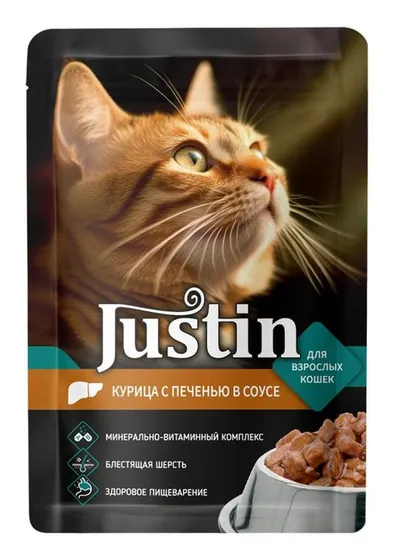 Justin
ДЛЯ
ВЗРОСЛЫХ
КОШЕК
КУРИЦА С ПЕЧЕНЬЮ В СОУСЕ
МИНЕРАЛЬНО-ВИТАМИННЫЙ КОМПЛЕКС
БЛЕСТЯЩАЯ ШЕРСТЬ
ЗДОРОВОЕ ПИЩЕВАРЕНИЕ